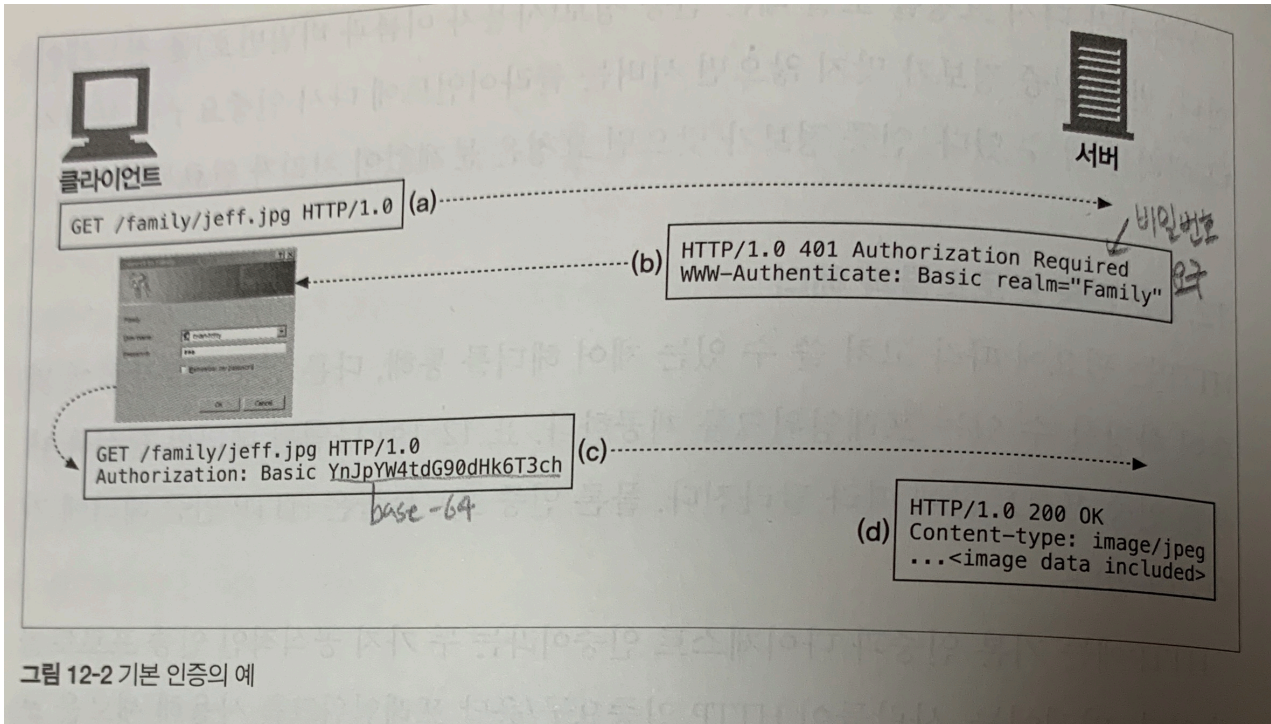 클라이언트
서버
GET /family/jeff.jpg HTTP/1.0
(a)
비밀번호
요구
(b)
HTTP/1.0 401 Authorization Required
WWW-Authenticate: Basic realm="Family"
GET /family/jeff.jpg HTTP/1.0
Authorization: Basic YnJpYW4tdG90dHk6T3ch
(c)
base-64
(d)
HTTP/1.0 200 OK
Content-type: image/jpeg
...<image data included>
그림 12-2 기본 인증의 예